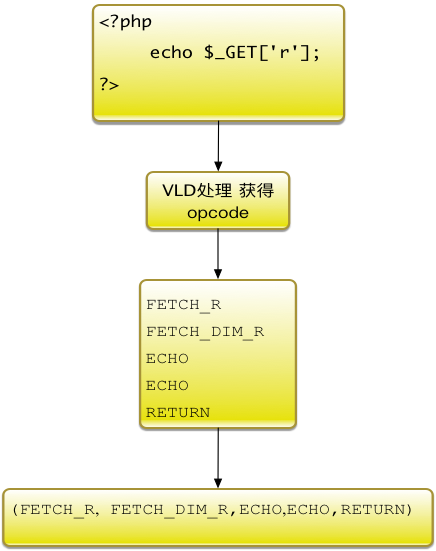 <?php
echo $_GET['r'];
?>
VLD处理 获得
opcode
FETCH_R
FETCH_DIM_R
ECHO
ECHO
RETURN
(FETCH_R, FETCH_DIM_R,ECHO,ECHO,RETURN)